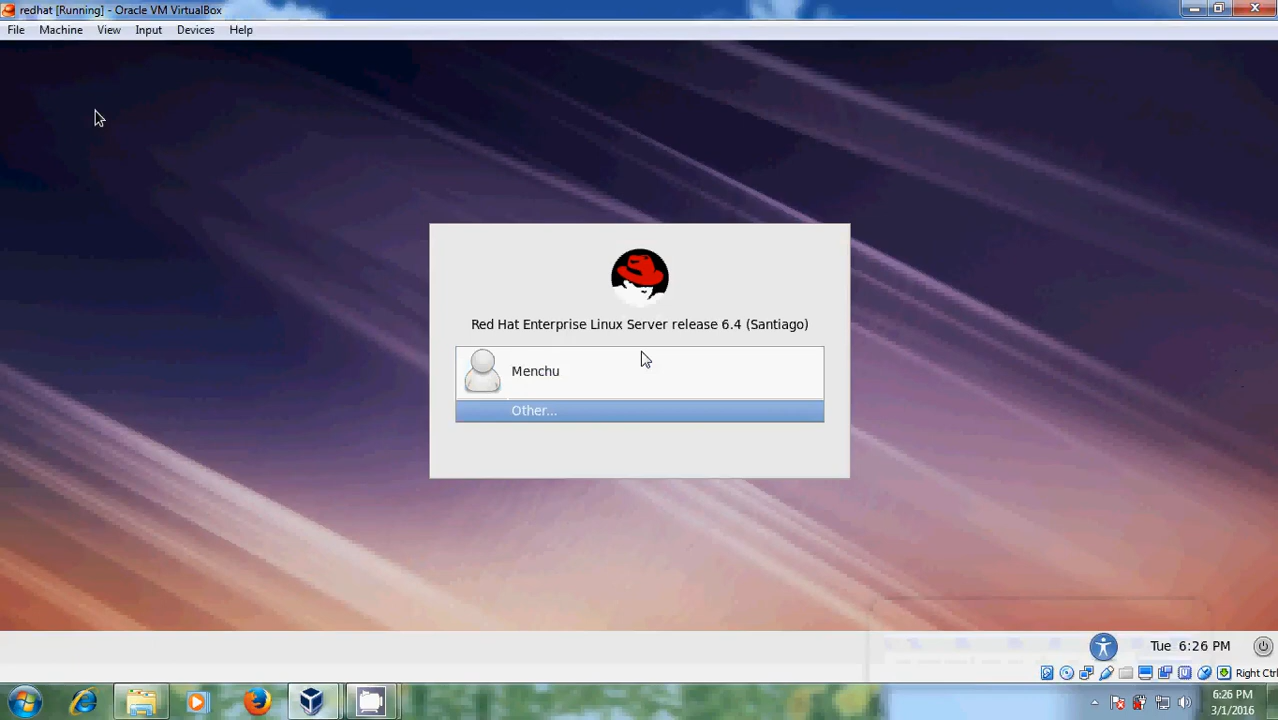 redhat [Running] - Oracle VM VirtualBox
File Machine View Input Devices Help
Red Hat Enterprise Linux Server release 6.4 (Santiago)
Menchu
Other...
Tue 6:26 PM
Right Ctrl
6:26 PM
3/1/2016